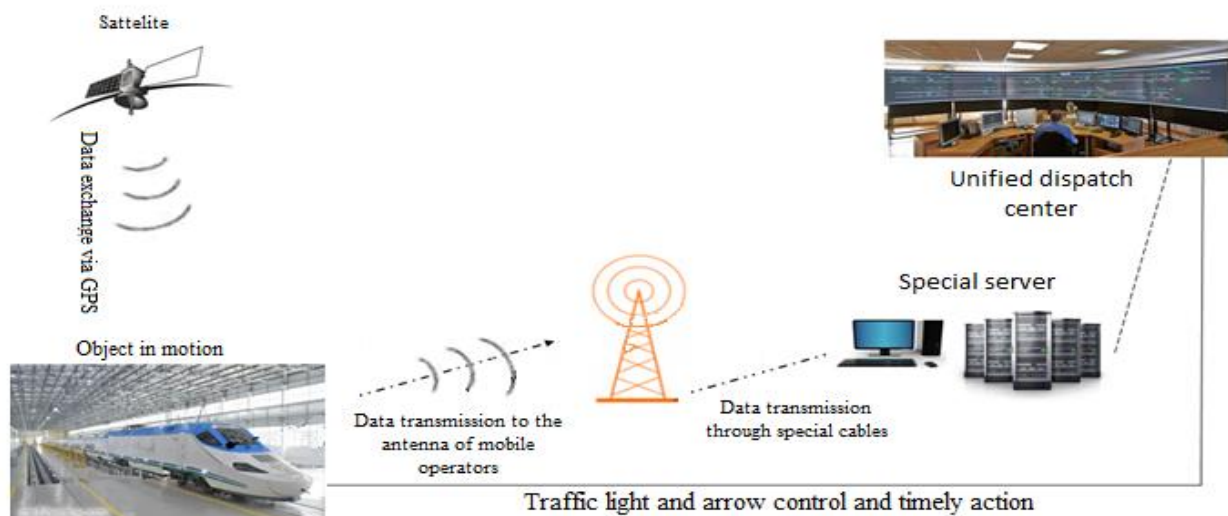 Sattelite
Data exchange via GPS
Unified dispatch
center
Special server
Object in motion
Data transmission to the
antenna of mobile
operators
Data transmission
through special cables
Traffic light and arrow control and timely action